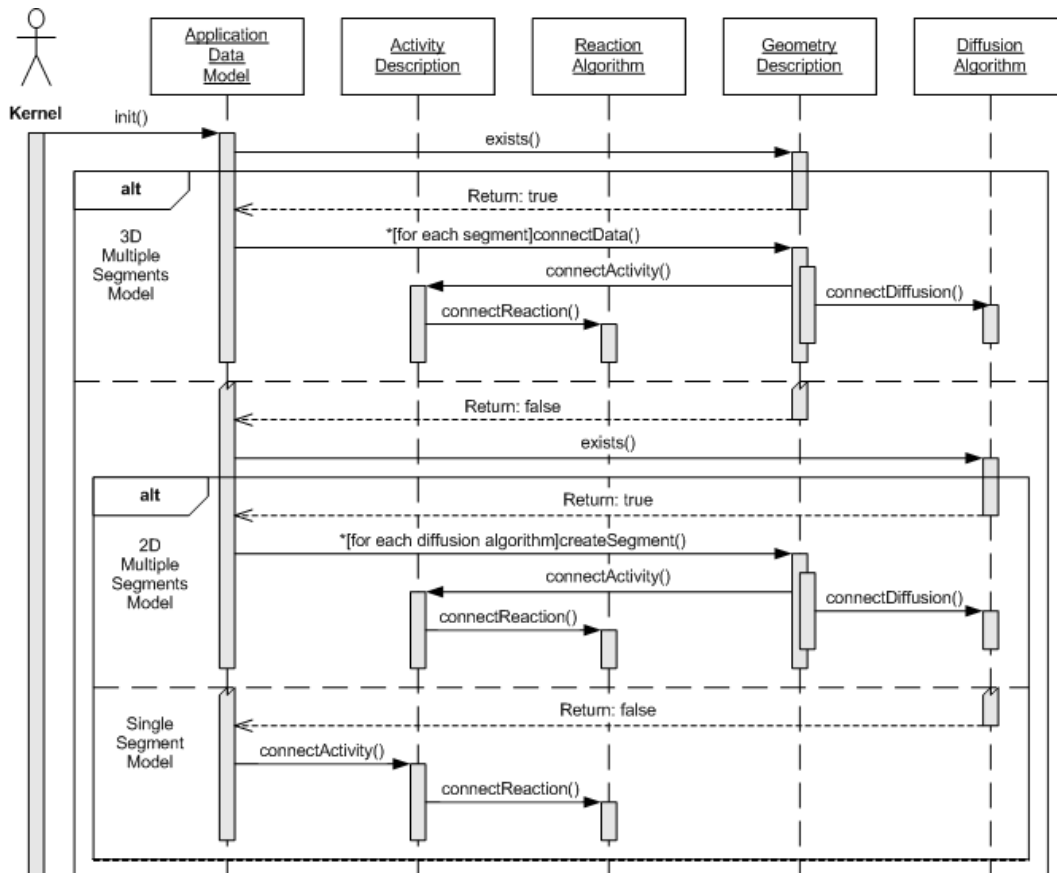 Application
Data
Model
Activity
Description
Reaction
Algorithm
Geometry
Description
Diffusion
Algorithm
Kernel
init()
exists()
alt
Return: true
3D
Multiple
Segments
Model
*[for each segment]connectData()
connectActivity()
connectDiffusion()
connectReaction()
Return: false
exists()
alt
Return: true
2D
Multiple
Segments
Model
*[for each diffusion algorithm]createSegment()
connectActivity()
connectDiffusion()
connectReaction()
Return: false
Single
Segment
Model
connectActivity()
connectReaction()